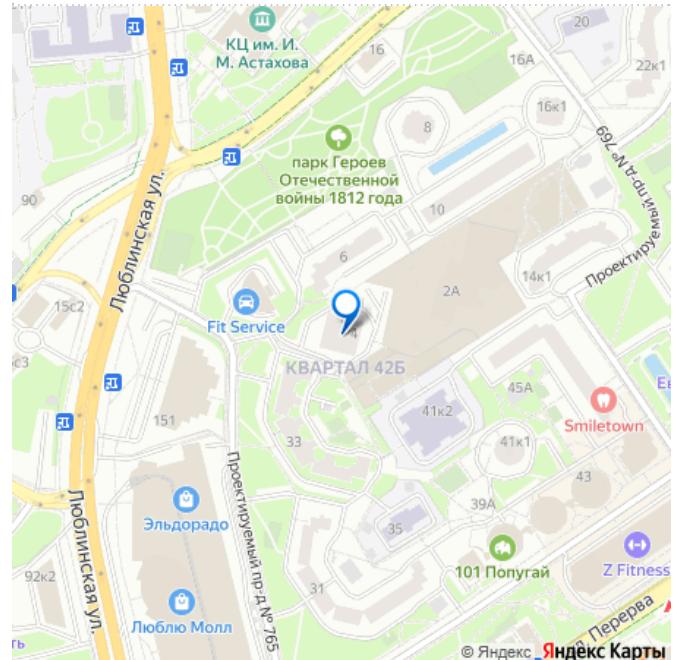 20
16
КЦ им. И.
М. Астахова
16А
22к1
16к1
8
Проектируемый пр-д № 769
парк Героев
Отечественной
войны 1812 года
90
10
Люблинская ул.
6
14к1
2А
15с2
Fit Service
4
КВАРТАЛ 42Б
45А
41к2
Smiletown
151
33
41к1
43
Проектируемый пр-д № 765
39А
Эльдорадо
35
Люблинская ул.
101 Попугай
Z Fitness
31
92к2
Люблю Молл
Перерва
© Яндекс Яндекс Карты